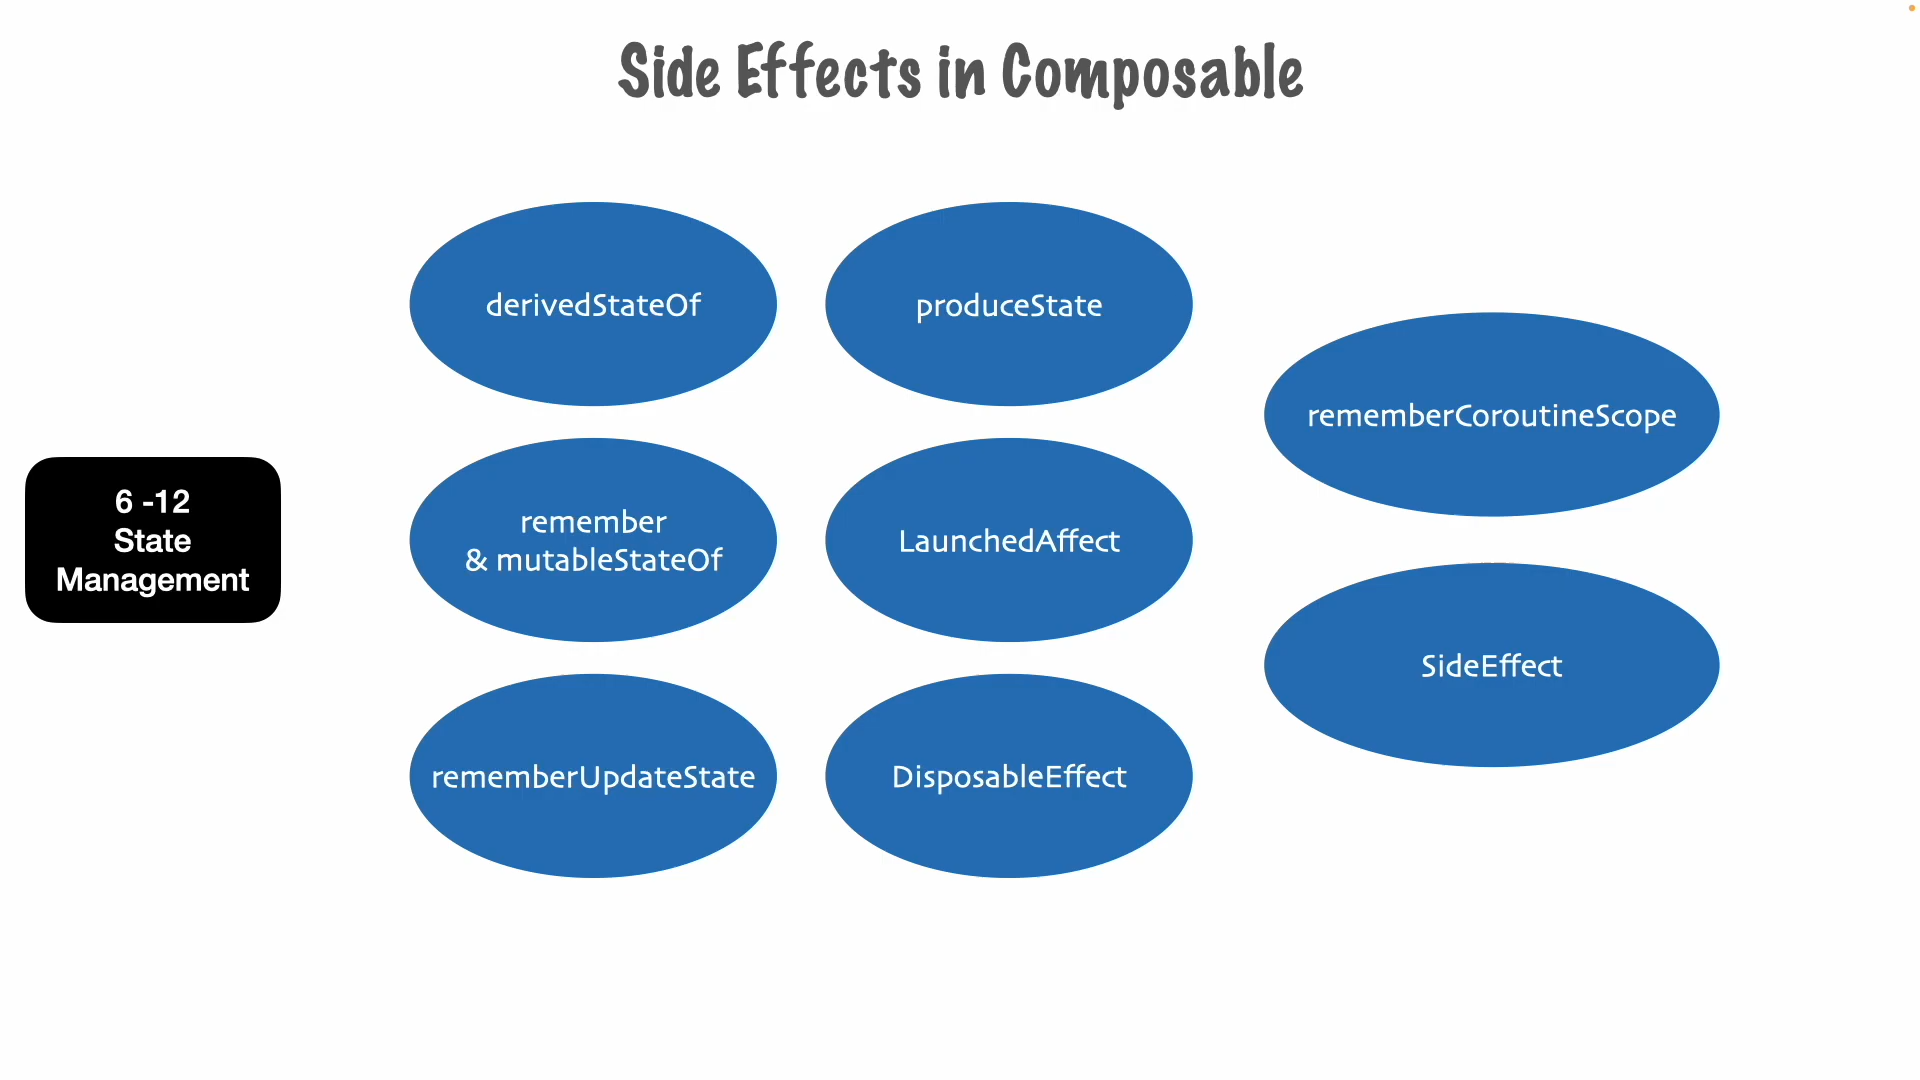 Side Effects in Composable
6 -12
State
Management
derivedStateOf
produceState
remember
& mutableStateOf
LaunchedAffect
rememberUpdateState
DisposableEffect
rememberCoroutineScope
SideEffect